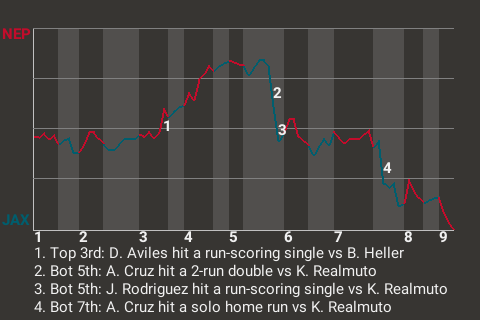 NEP
1
2
3
4
JAX
1 2 3 4 5 6 7 8 9
1. Top 3rd: D. Aviles hit a run-scoring single vs B. Heller
2. Bot 5th: A. Cruz hit a 2-run double vs K. Realmuto
3. Bot 5th: J. Rodriguez hit a run-scoring single vs K. Realmuto
4. Bot 7th: A. Cruz hit a solo home run vs K. Realmuto